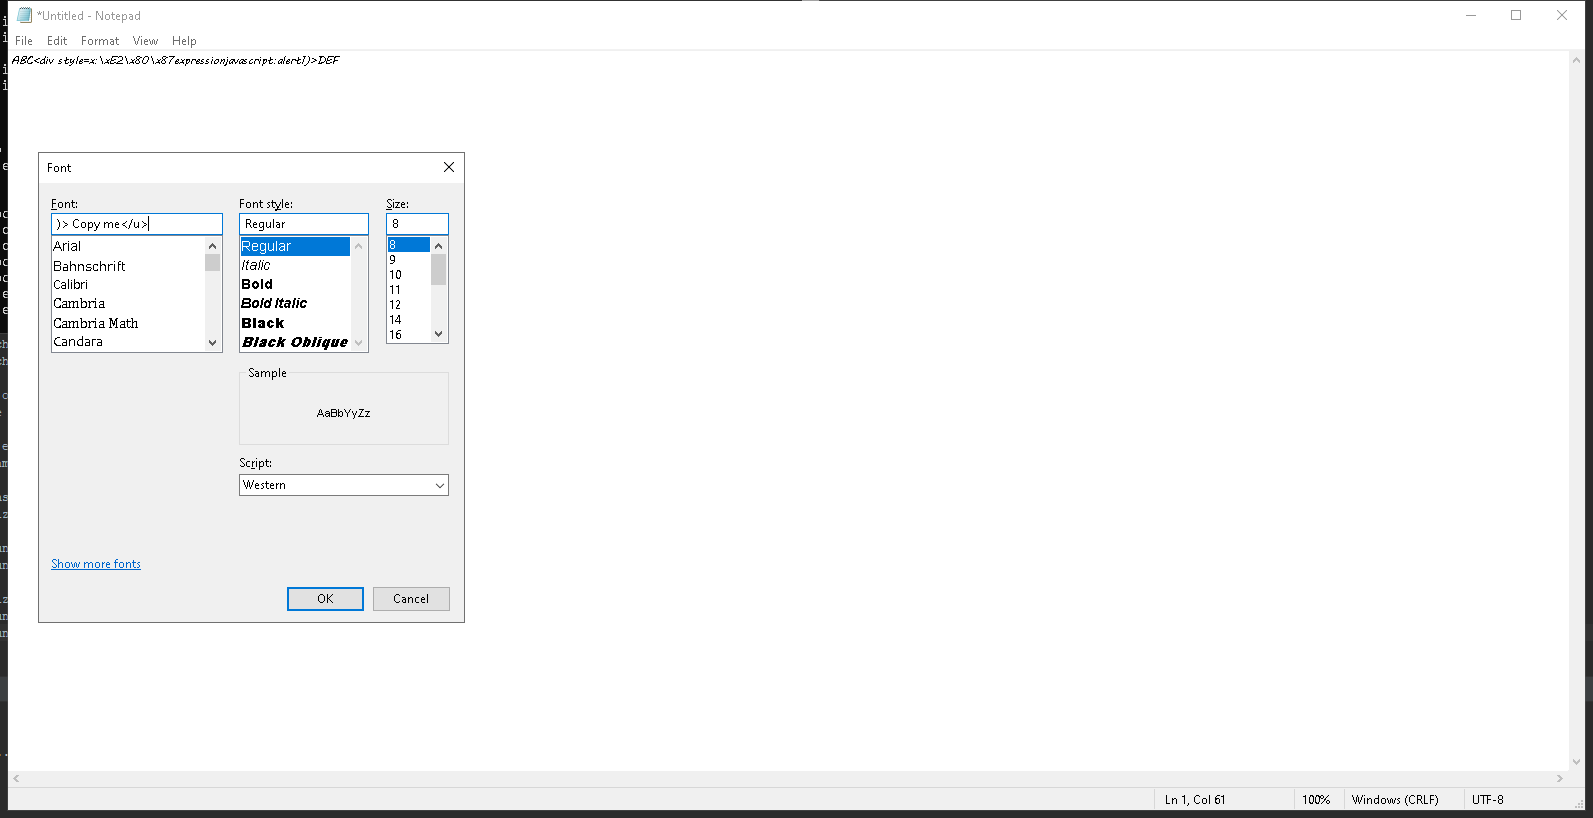 *Untitled - Notepad
File Edit Format View Help
ABC<div style=x:\xE2\x80\x87expressionjavascript:alert1)>DEF
Font
Font: Font style: Size:
)> Copy me</u> Regular 8
Arial Regular 8
Bahnschrift Italic 9
Calibri Bold 10
Cambria Bold Italic 11
Cambria Math Black 12
Candara Black Oblique 14
16
Sample
AaBbYyZz
Script:
Western
Show more fonts
OK Cancel
Ln 1, Col 61 100% Windows (CRLF) UTF-8